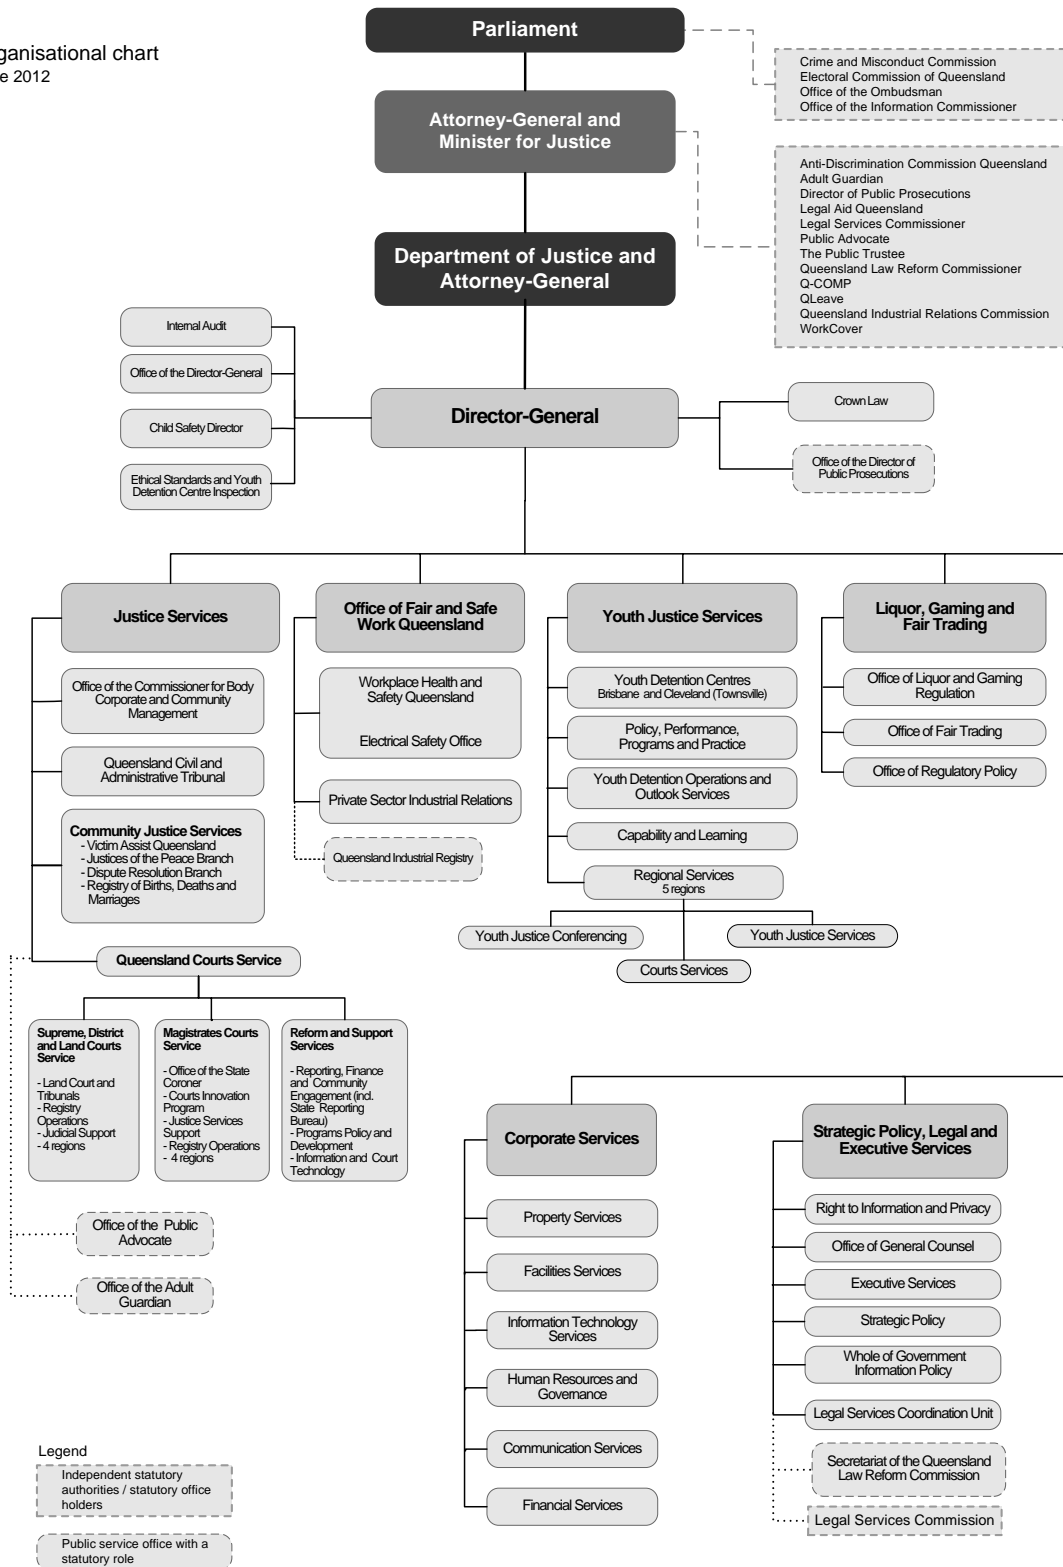 Parliament
ganisational chart
e 2012
Crime and Misconduct Commission
Electoral Commission of Queensland
Office of the Ombudsman
Office of the Information Commissioner
Attorney-General and
Minister for Justice
Anti-Discrimination Commission Queensland
Adult Guardian
Director of Public Prosecutions
Legal Aid Queensland
Legal Services Commissioner
Public Advocate
The Public Trustee
Queensland Law Reform Commissioner
Q-COMP
QLeave
Queensland Industrial Relations Commission
WorkCover
Department of Justice and
Attorney-General
Internal Audit
Office of the Director-General
Child Safety Director
Ethical Standards and Youth
Detention Centre Inspection
Director-General
Crown Law
Office of the Director of
Public Prosecutions
Justice Services
Office of the Commissioner for Body
Corporate and Community
Management
Queensland Civil and
Administrative Tribunal
Community Justice Services
- Victim Assist Queensland
- Justices of the Peace Branch
- Dispute Resolution Branch
- Registry of Births, Deaths and
Marriages
Queensland Courts Service
Supreme, District
and Land Courts
Service
- Land Court and
Tribunals
- Registry
Operations
- Judicial Support
- 4 regions
Magistrates Courts
Service
- Office of the State
Coroner
- Courts Innovation
Program
- Justice Services
Support
- Registry Operations
- 4 regions
Reform and Support
Services
- Reporting, Finance
and Community
Engagement (incl.
State Reporting
Bureau)
- Programs Policy and
Development
- Information and Court
Technology
Office of the Public
Advocate
Office of the Adult
Guardian
Office of Fair and Safe
Work Queensland
Workplace Health and
Safety Queensland
Electrical Safety Office
Private Sector Industrial Relations
Queensland Industrial Registry
Youth Justice Services
Youth Detention Centres
Brisbane and Cleveland (Townsville)
Policy, Performance,
Programs and Practice
Youth Detention Operations and
Outlook Services
Capability and Learning
Regional Services
5 regions
Youth Justice Conferencing
Courts Services
Youth Justice Services
Liquor, Gaming and
Fair Trading
Office of Liquor and Gaming
Regulation
Office of Fair Trading
Office of Regulatory Policy
Corporate Services
Property Services
Facilities Services
Information Technology
Services
Human Resources and
Governance
Communication Services
Financial Services
Strategic Policy, Legal and
Executive Services
Right to Information and Privacy
Office of General Counsel
Executive Services
Strategic Policy
Whole of Government
Information Policy
Legal Services Coordination Unit
Secretariat of the Queensland
Law Reform Commission
Legal Services Commission
Legend
Independent statutory
authorities / statutory office
holders
Public service office with a
statutory role